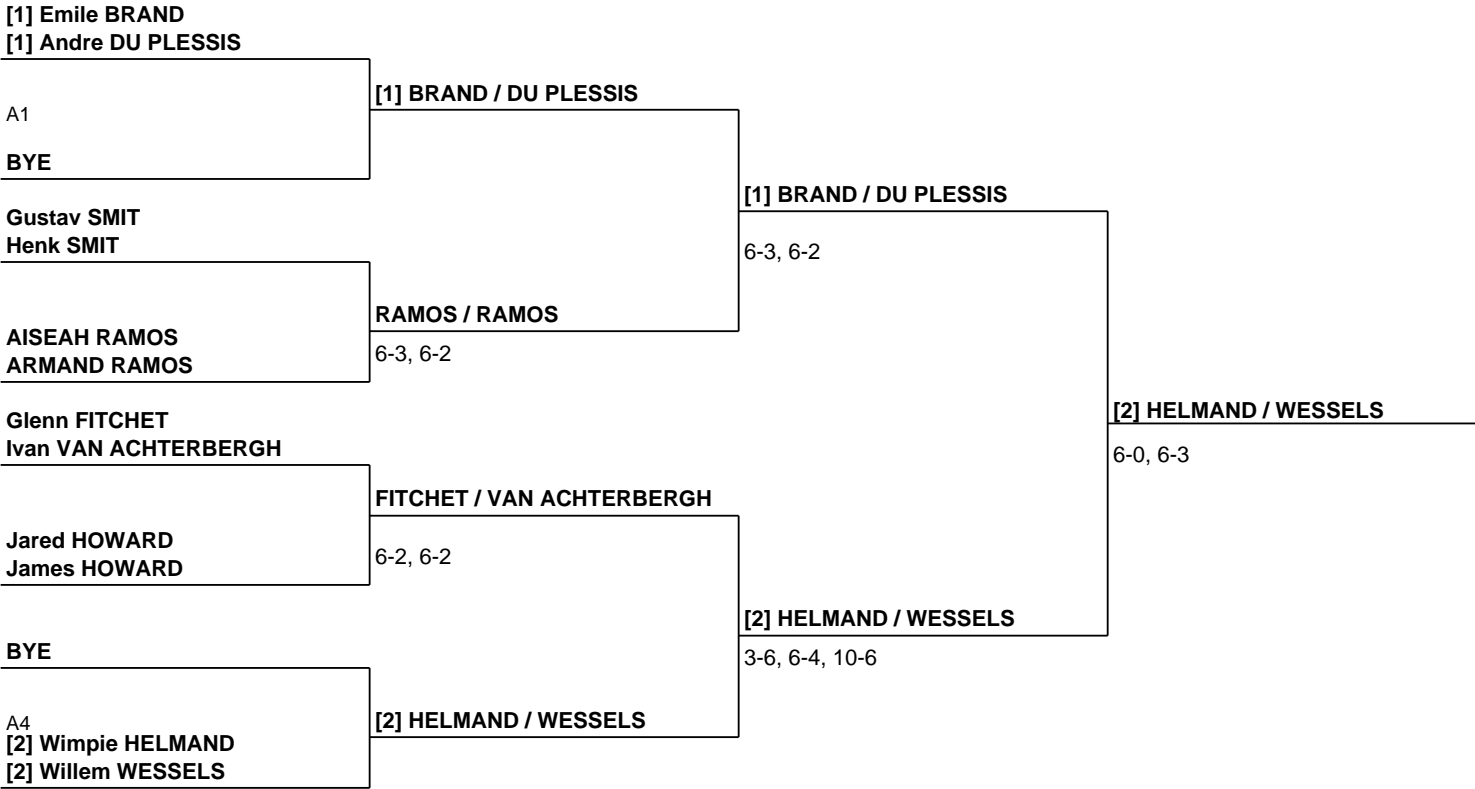 [1] Emile BRAND
[1] Andre DU PLESSIS
A1
BYE
[1] BRAND / DU PLESSIS
Gustav SMIT
Henk SMIT
AISEAH RAMOS
ARMAND RAMOS
RAMOS / RAMOS
6-3, 6-2
[1] BRAND / DU PLESSIS
6-3, 6-2
Glenn FITCHET
Ivan VAN ACHTERBERGH
Jared HOWARD
James HOWARD
FITCHET / VAN ACHTERBERGH
6-2, 6-2
BYE
A4
[2] Wimpie HELMAND
[2] Willem WESSELS
[2] HELMAND / WESSELS
[2] HELMAND / WESSELS
3-6, 6-4, 10-6
[2] HELMAND / WESSELS
6-0, 6-3